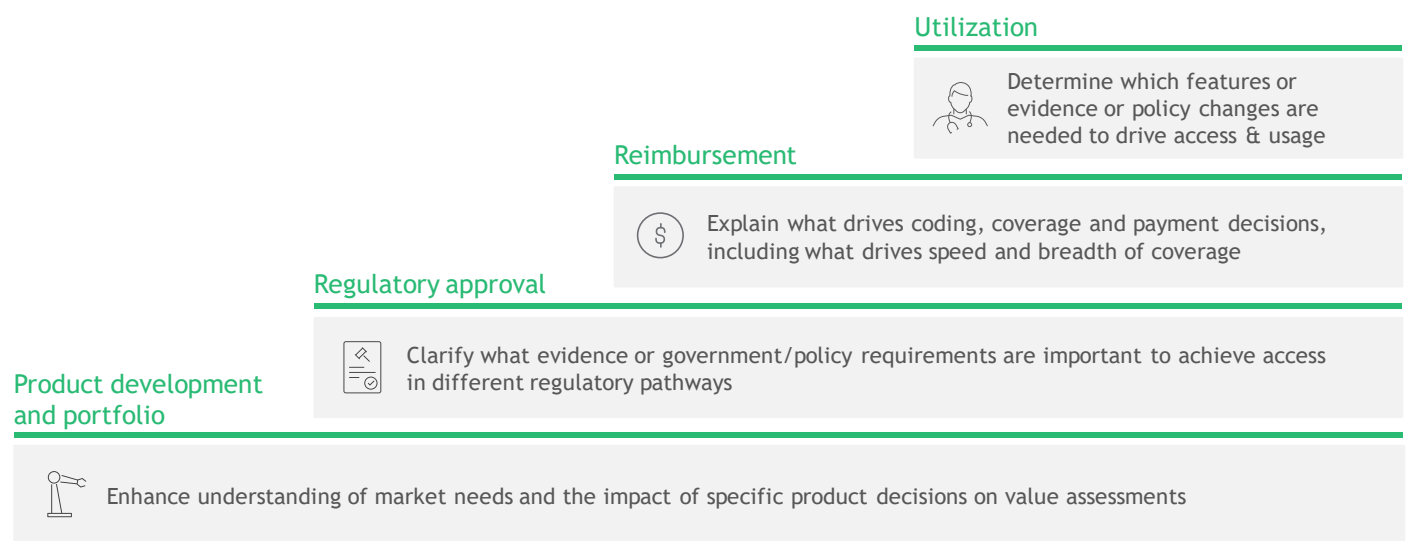 Utilization
Determine which features or
evidence or policy changes are
needed to drive access & usage
Reimbursement
$
Explain what drives coding, coverage and payment decisions,
including what drives speed and breadth of coverage
Regulatory approval
Clarify what evidence or government/policy requirements are important to achieve access
in different regulatory pathways
Product development
and portfolio
Enhance understanding of market needs and the impact of specific product decisions on value assessments